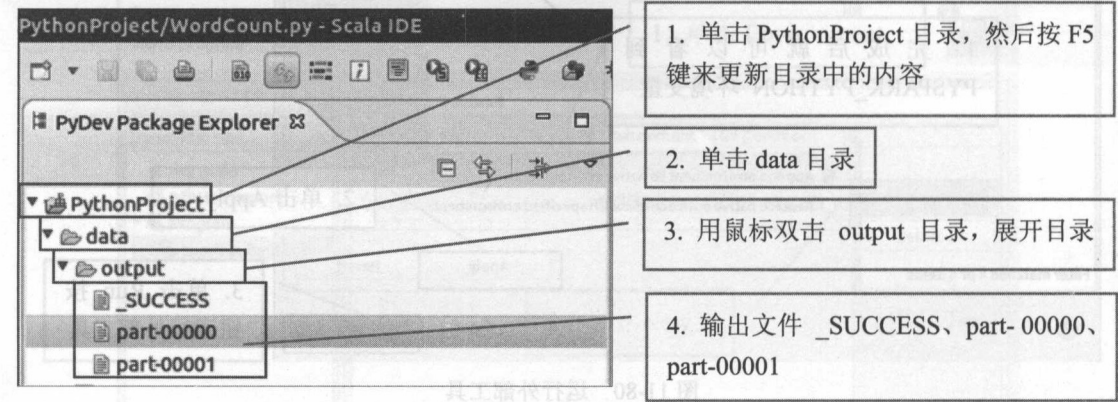 PythonProject/WordCount.py - Scala IDE
PyDev Package Explorer
PythonProject
data
output
_SUCCESS
part-00000
part-00001
1. 单击 PythonProject 目录，然后按 F5
键来更新目录中的内容
2. 单击 data 目录
3. 用鼠标双击 output 目录，展开目录
4. 输出文件 _SUCCESS、part- 00000、
part-00001